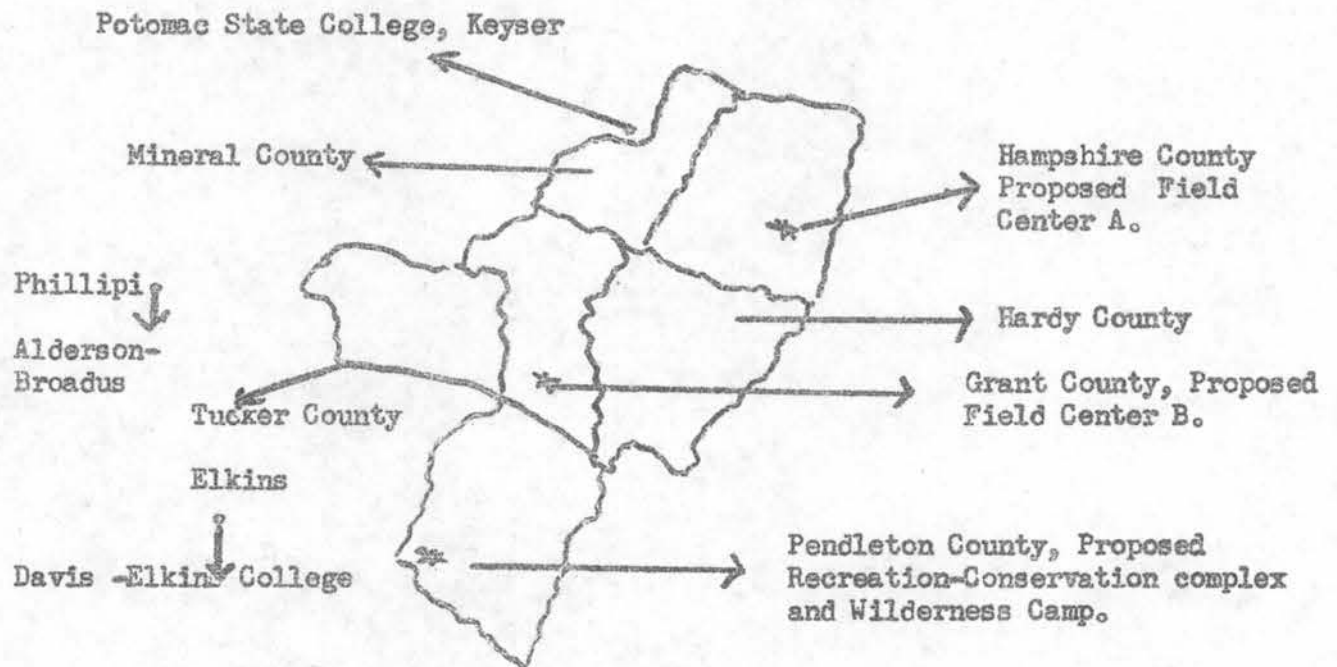 Potomac State College, Keyser
Mineral County
Hampshire County
Proposed Field
Center A.
Phillipi
Alderson-
Broadus
Hardy County
Grant County, Proposed
Field Center B.
Tucker County
Elkins
Davis -Elkins College
Pendleton County, Proposed
Recreation-Conservation complex
and Wilderness Camp.